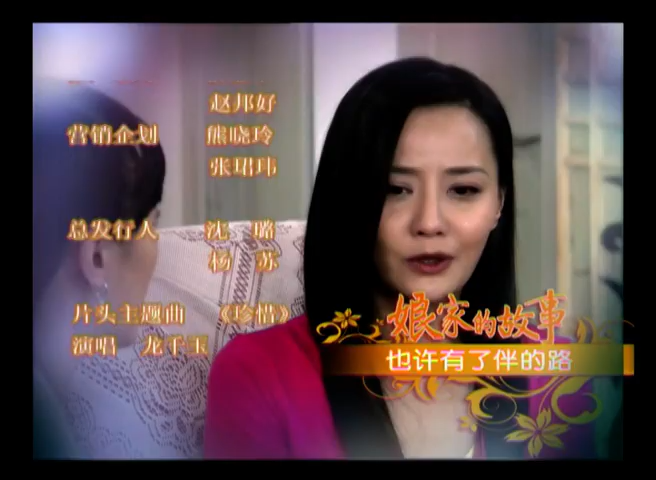 赵邦好
营销企划 熊晓玲
张珺玮
总发行人 沈 璐
杨 苏
片头主题曲 《珍惜》
演唱 龙千玉
娘家的故事
也许有了伴的路